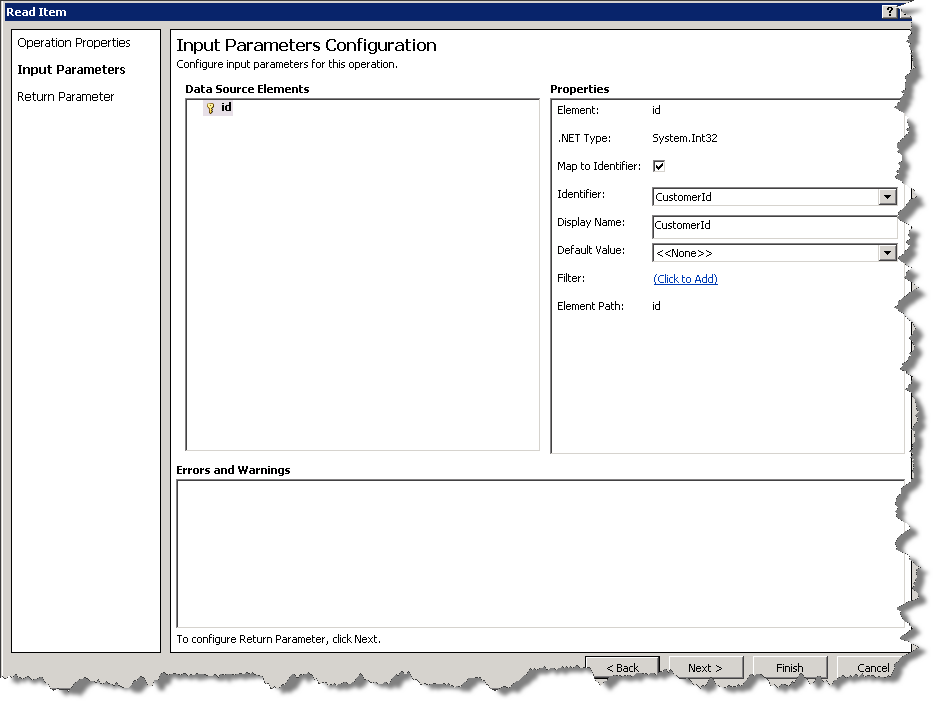 Read Item
?
Operation Properties
Input Parameters
Return Parameter
Input Parameters Configuration
Configure input parameters for this operation.
Data Source Elements
id
Properties
Element: id
.NET Type: System.Int32
Map to Identifier:
Identifier: CustomerId
Display Name: CustomerId
Default Value: <<None>>
Filter: (Click to Add)
Element Path: id
Errors and Warnings
To configure Return Parameter, click Next.
< Back Next > Finish Cancel